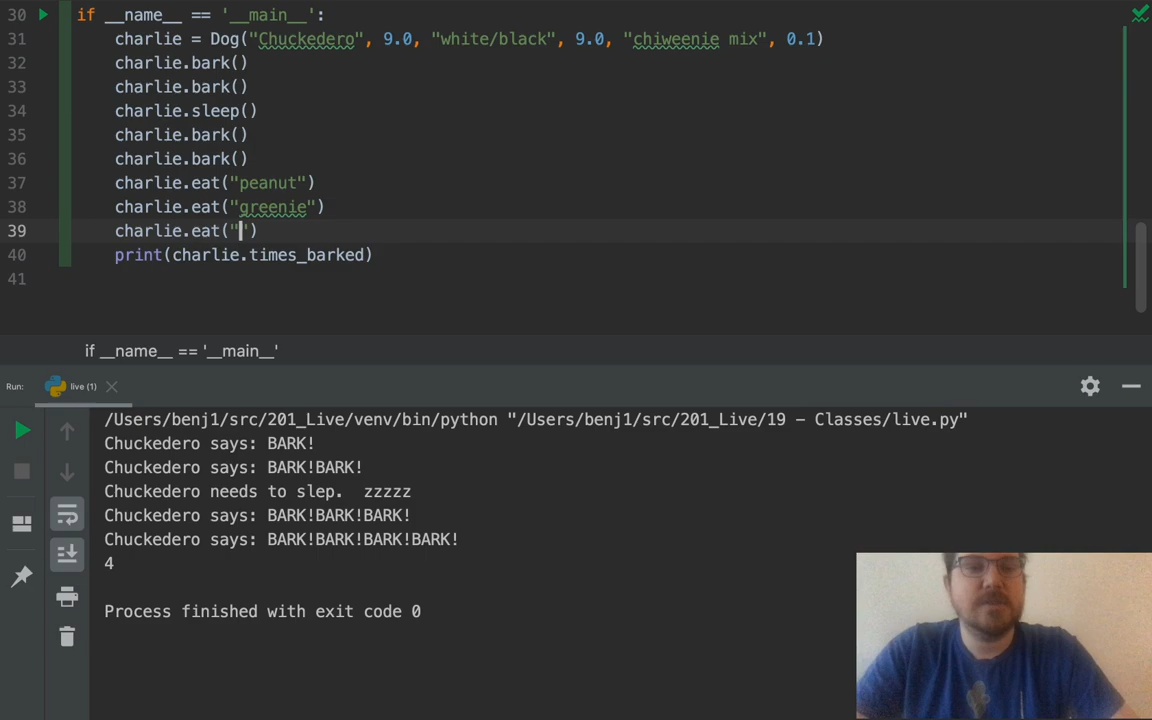 30 if __name__ == '__main__':
31 charlie = Dog("Chuckedero", 9.0, "white/black", 9.0, "chiweenie mix", 0.1)
32 charlie.bark()
33 charlie.bark()
34 charlie.sleep()
35 charlie.bark()
36 charlie.bark()
37 charlie.eat("peanut")
38 charlie.eat("greenie")
39 charlie.eat("")
40 print(charlie.times_barked)
41
if __name__ == '__main__'
Run: live (1)
/Users/benj1/src/201_Live/venv/bin/python "/Users/benj1/src/201_Live/19 – Classes/live.py"
Chuckedero says: BARK!
Chuckedero says: BARK!BARK!
Chuckedero needs to slep.  zzzzz
Chuckedero says: BARK!BARK!BARK!
Chuckedero says: BARK!BARK!BARK!BARK!
4
Process finished with exit code 0